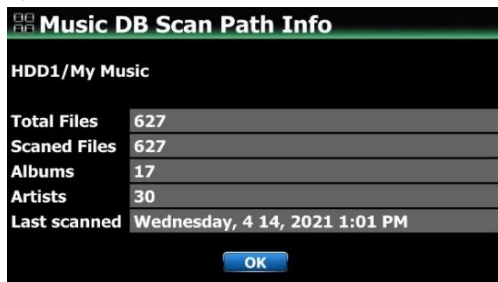 Music DB Scan Path Info
HDD1/My Music
Total Files 627
Scaned Files 627
Albums 17
Artists 30
Last scanned Wednesday, 4 14, 2021 1:01 PM
OK